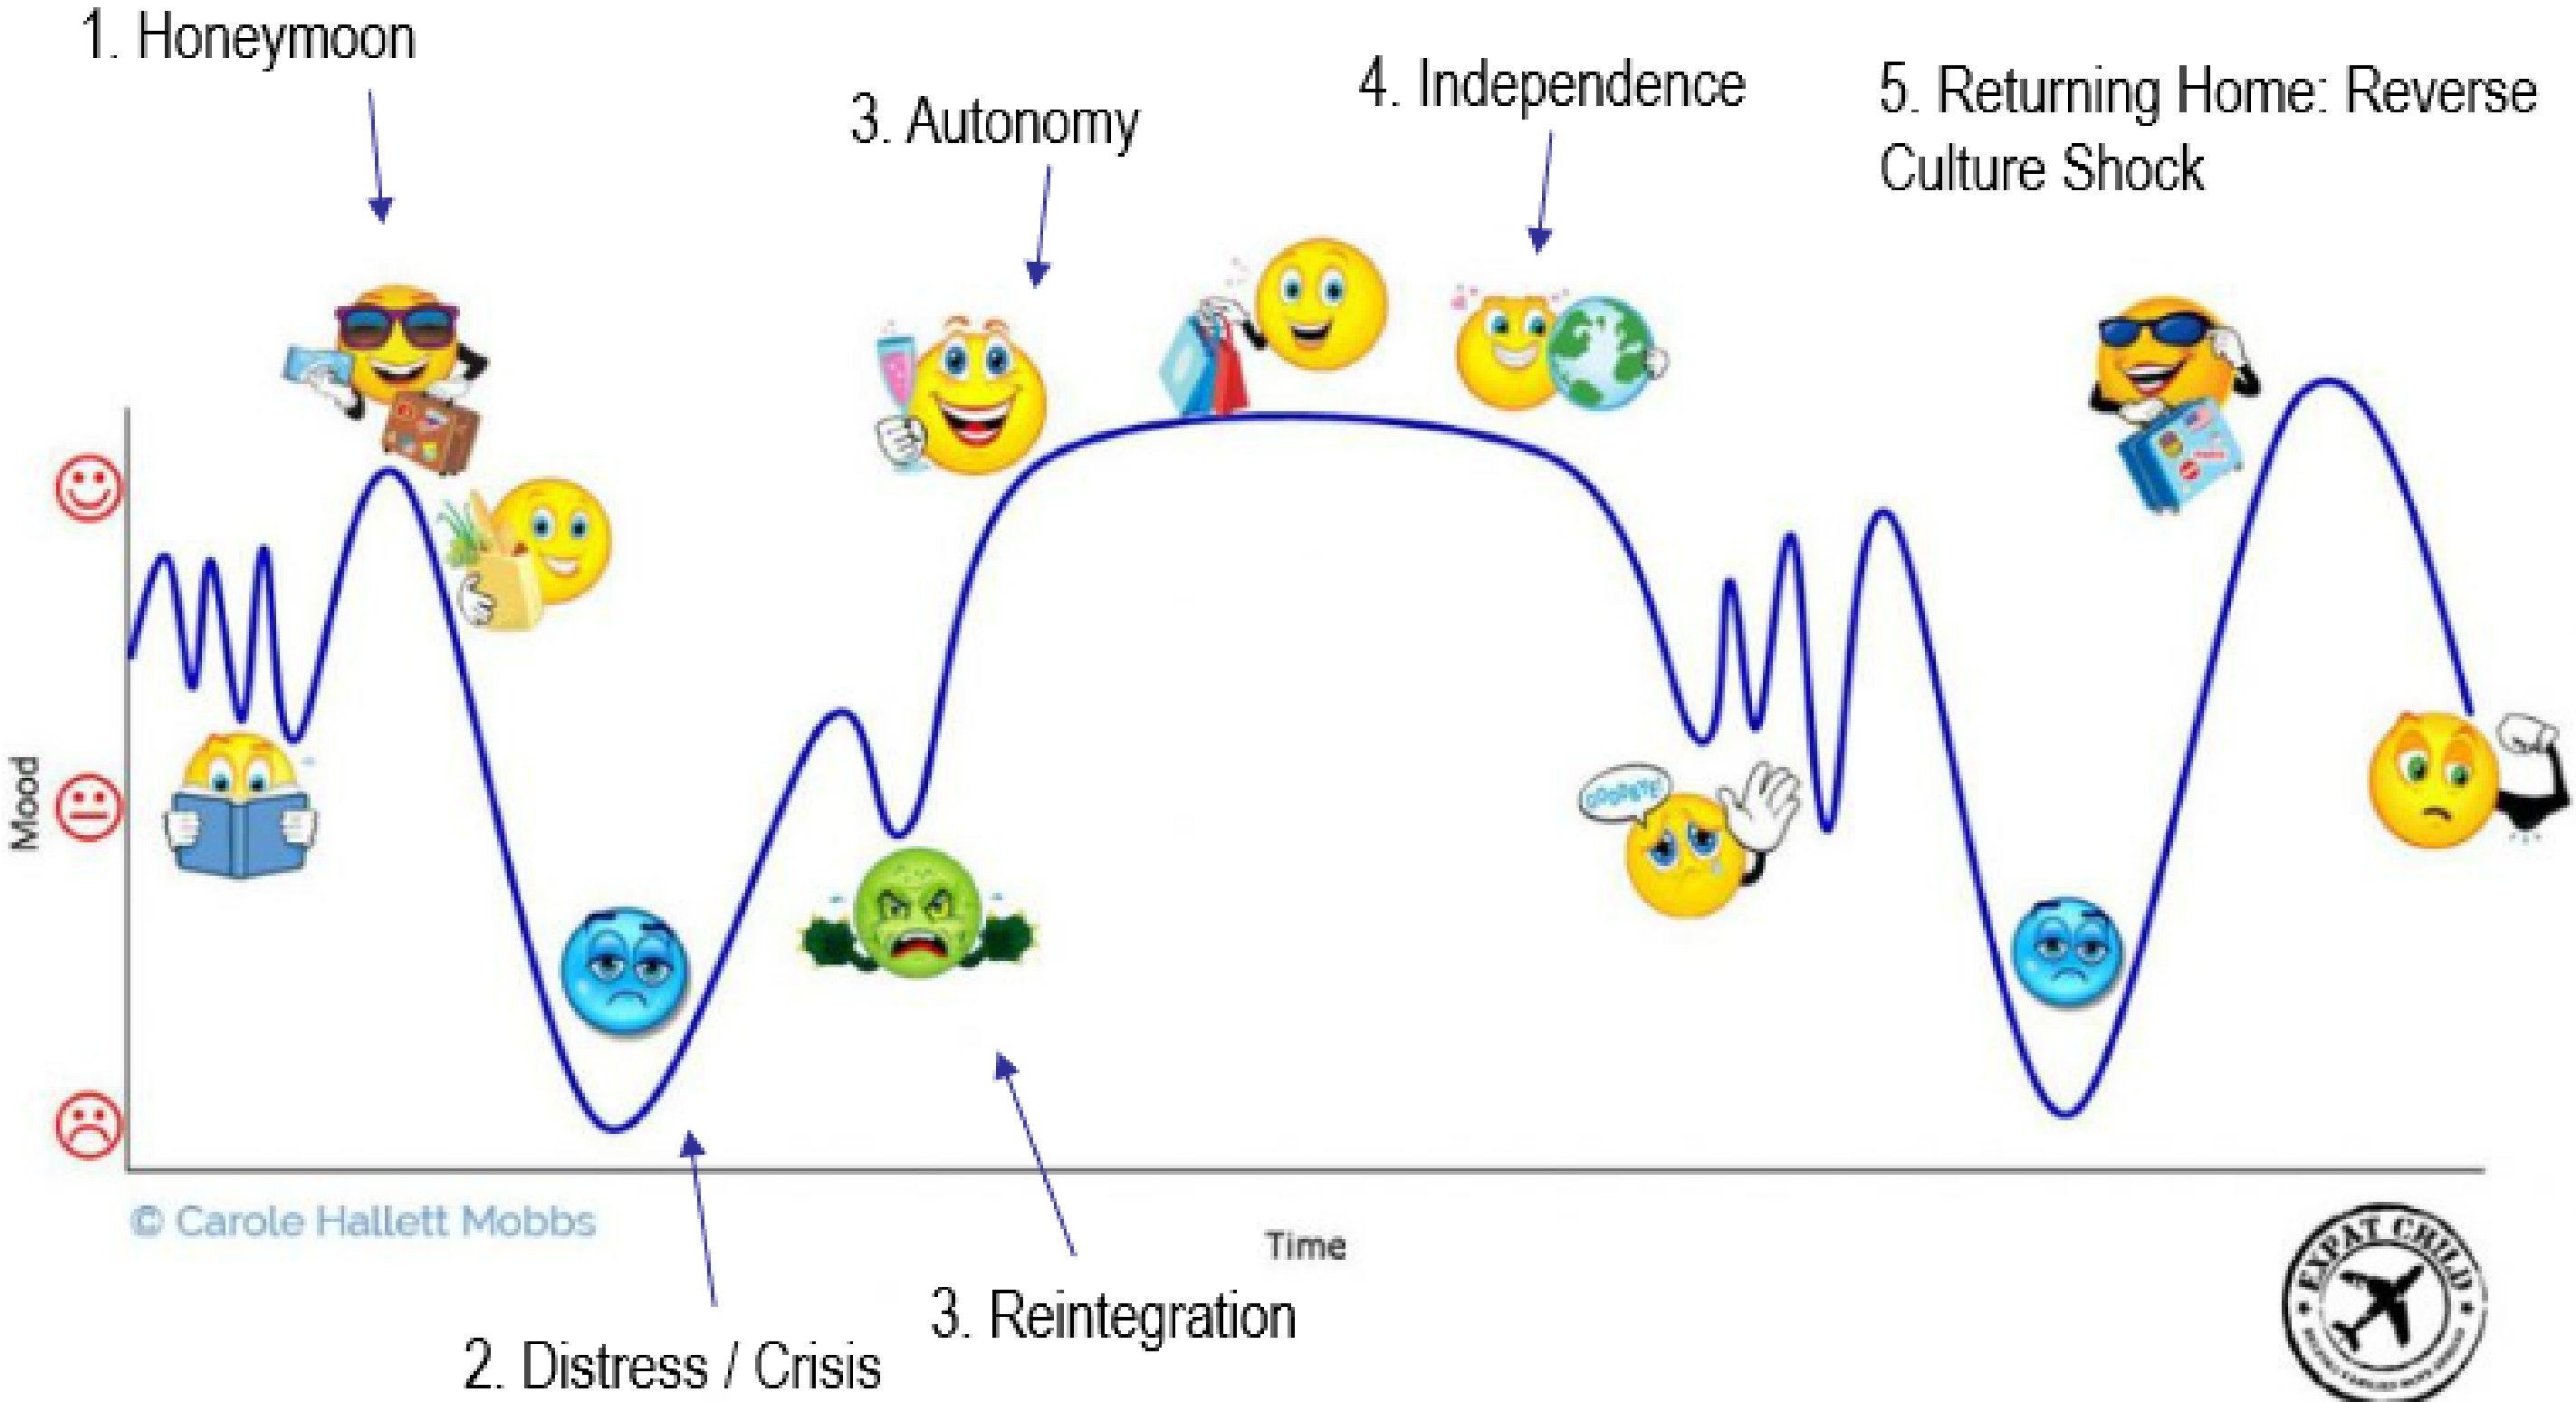 1. Honeymoon
3. Autonomy
4. Independence
5. Returning Home: Reverse
Culture Shock
Mood
© Carole Hallett Mobbs
Time
2. Distress / Crisis
3. Reintegration
EXPAT CHILD